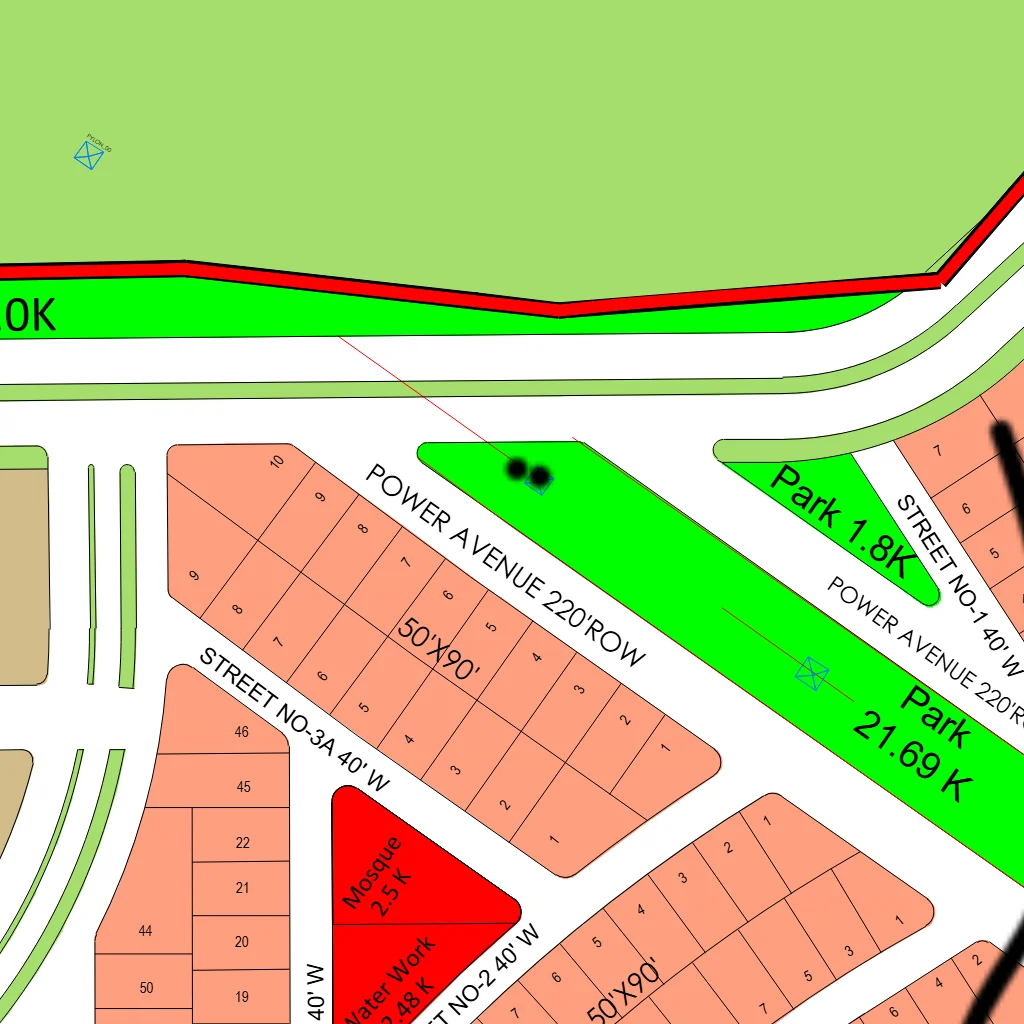 PYLON_00
.0K
10
9
8
7
6
5
4
3
2
1
9
8
7
6
5
4
3
2
1
50'X90'
POWER AVENUE 220'ROW
Park 1.8K
STREET NO-1 40' W
POWER AVENUE 220'RO
7
6
5
Park
21.69 K
STREET NO-3A 40' W
46
45
22
21
20
19
44
50
40' W
Mosque
2.5 K
Water Work
2.48 K
ET NO-2 40' W
1
2
3
4
5
6
7
50'X90'
1
3
5
7
2
4
6